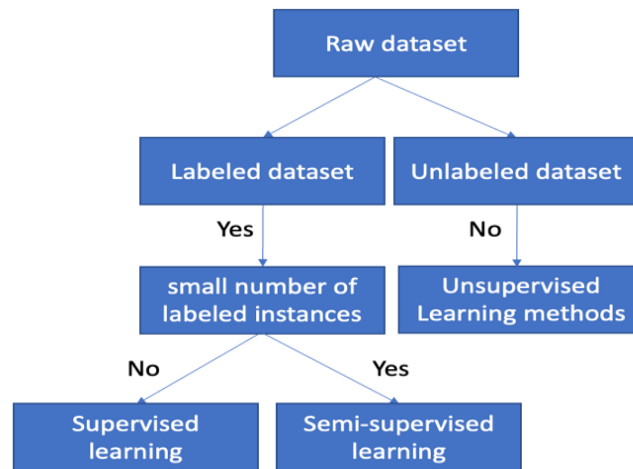 Raw dataset
Labeled dataset
Unlabeled dataset
Yes
No
small number of
labeled instances
Unsupervised
Learning methods
No
Yes
Supervised
learning
Semi-supervised
learning